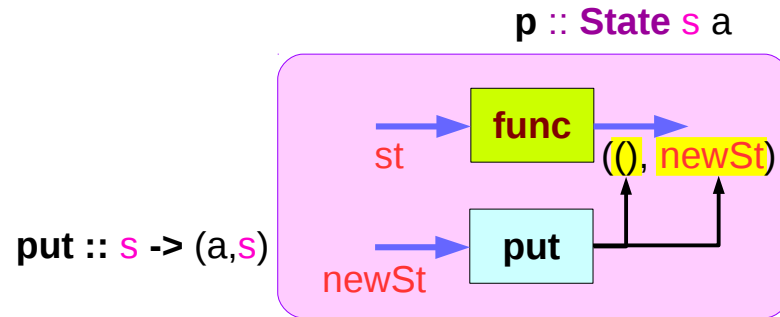 p :: State s a
func
st
((), newSt)
put :: s -> (a,s)
put
newSt